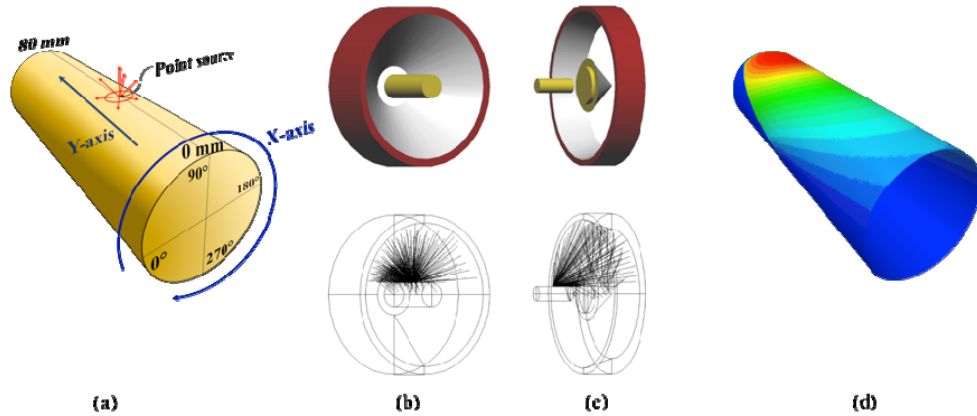 80 mm
Point source
Y-axis
X-axis
0 mm
90°
180°
0°
270°
(a)
(b)
(c)
(d)